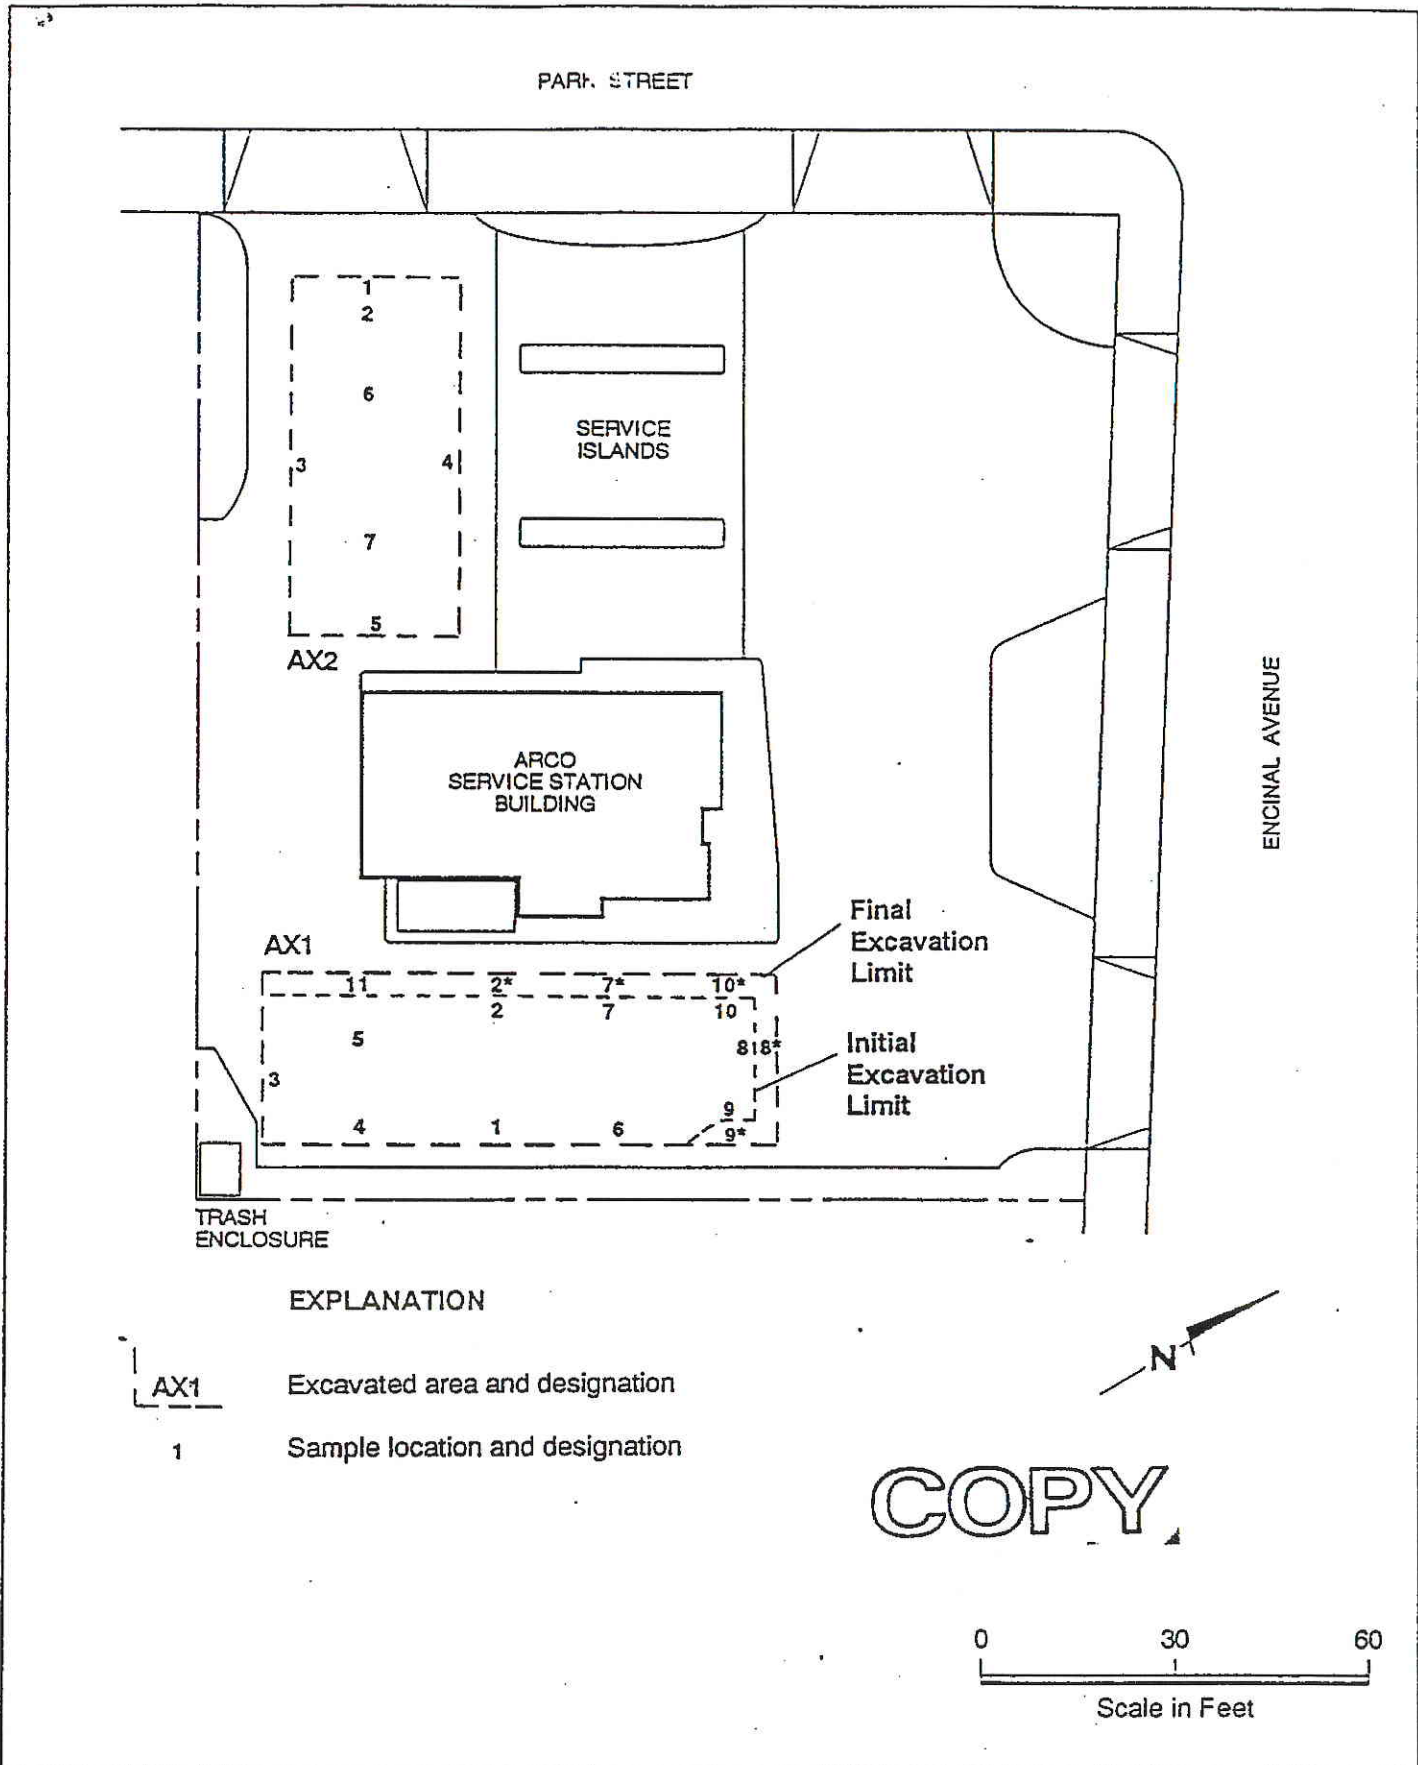 PARK STREET
1
2
6
3
4
7
5
AX2
SERVICE
ISLANDS
ARCO
SERVICE STATION
BUILDING
ENCINAL AVENUE
AX1
Final
Excavation
Limit
11
2*
7*
10*
2
7
10
5
8
8*
3
Initial
Excavation
Limit
9
4
1
6
9*
TRASH
ENCLOSURE
EXPLANATION
AX1
Excavated area and designation
1
Sample location and designation
N
COPY
0
30
60
Scale in Feet